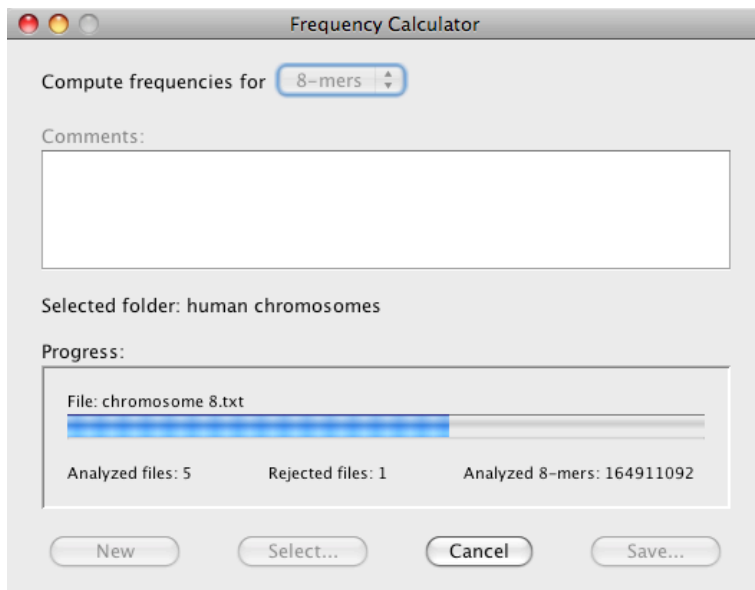 Frequency Calculator
Compute frequencies for 8-mers
Comments:
Selected folder: human chromosomes
Progress:
File: chromosome 8.txt
Analyzed files: 5 Rejected files: 1 Analyzed 8-mers: 164911092
New Select... Cancel Save...